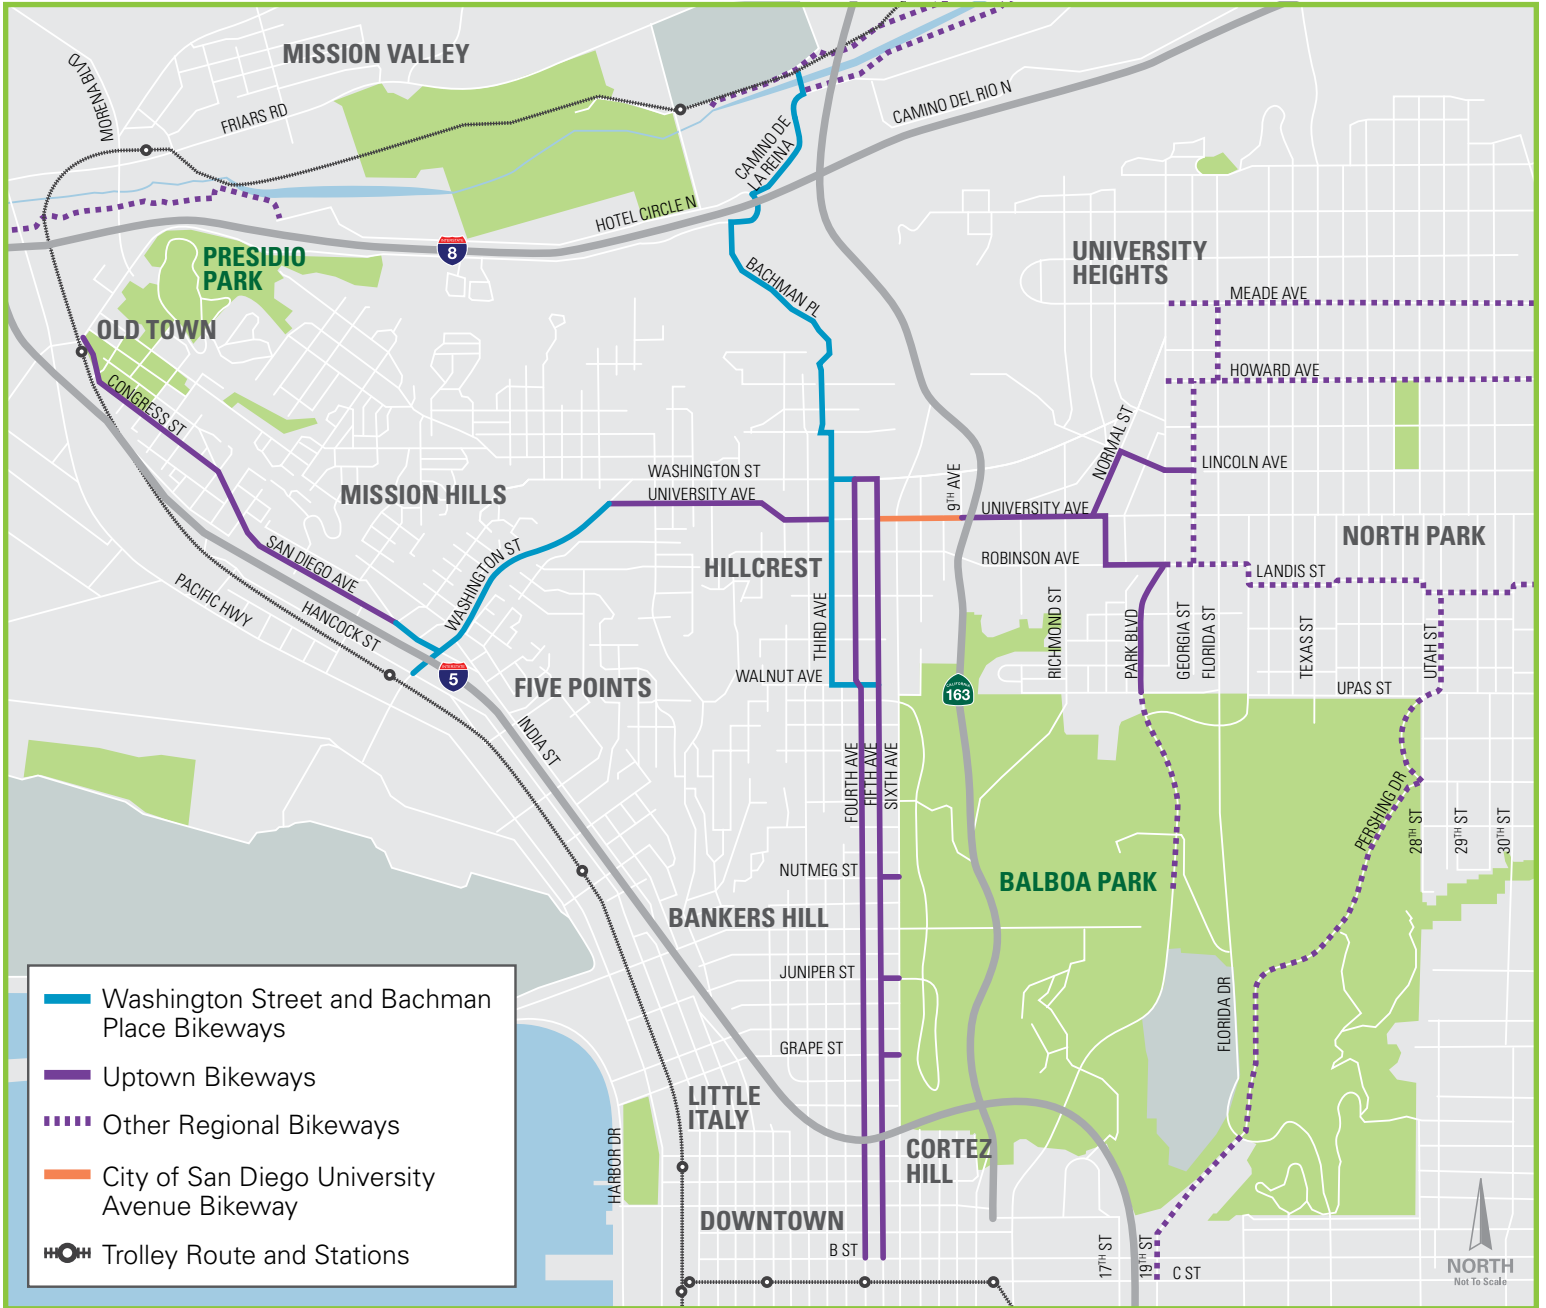 MISSION VALLEY
MORENA BLVD
FRIARS RD
CAMINO DEL RIO N
CAMINO DE
LA REINA
HOTEL CIRCLE N
INTERSTATE
8
PRESIDIO
PARK
UNIVERSITY
HEIGHTS
BACHMAN PL
MEADE AVE
OLD TOWN
HOWARD AVE
CONGRESS ST
NORMAL ST
LINCOLN AVE
WASHINGTON ST
UNIVERSITY AVE
9TH AVE
UNIVERSITY AVE
MISSION HILLS
NORTH PARK
SAN DIEGO AVE
WASHINGTON ST
HILLCREST
ROBINSON AVE
LANDIS ST
PACIFIC HWY
HANCOCK ST
THIRD AVE
RICHMOND ST
PARK BLVD
GEORGIA ST
FLORIDA ST
TEXAS ST
UTAH ST
INTERSTATE
5
FIVE POINTS
WALNUT AVE
CALIFORNIA
163
UPAS ST
INDIA ST
FOURTH AVE
FIFTH AVE
SIXTH AVE
PERSHING DR
28TH ST
29TH ST
30TH ST
NUTMEG ST
BALBOA PARK
BANKERS HILL
JUNIPER ST
FLORIDA DR
GRAPE ST
LITTLE
ITALY
HARBOR DR
CORTEZ
HILL
DOWNTOWN
B ST
17TH ST
19TH ST
C ST
Washington Street and Bachman
Place Bikeways
Uptown Bikeways
Other Regional Bikeways
City of San Diego University
Avenue Bikeway
Trolley Route and Stations
NORTH
Not To Scale